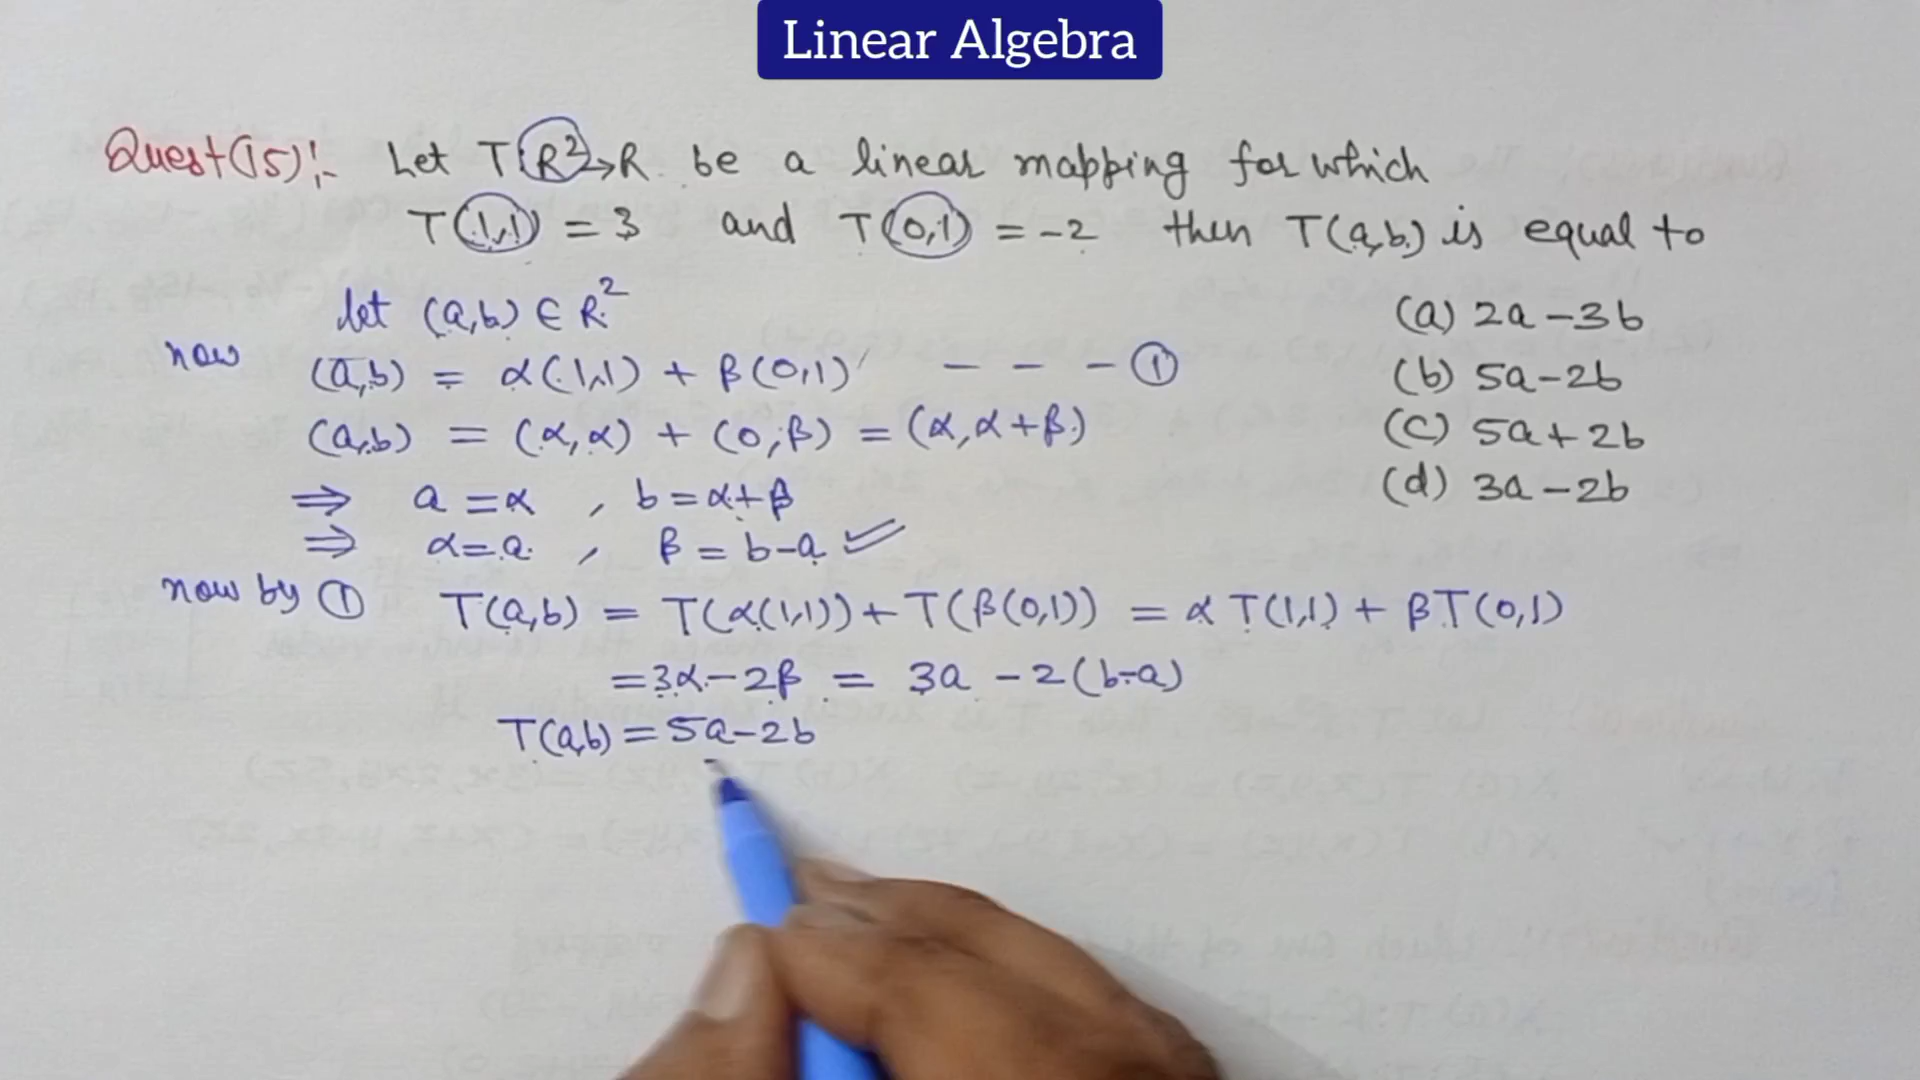 Linear Algebra
Quest(15):- Let T:R²→R be a linear mapping for which
T(1,1) = 3 and T(0,1) = -2 then T(a,b) is equal to
let (a,b) ∈ R²
(a) 2a-3b
now (a,b) = α(1,1) + β(0,1) - - - ①
(b) 5a-2b
(a,b) = (α,α) + (0,β) = (α,α+β)
(c) 5a+2b
⇒ a = α , b = α+β
(d) 3a-2b
⇒ α = a , β = b-a
now by ① T(a,b) = T(α(1,1)) + T(β(0,1)) = α T(1,1) + βT(0,1)
= 3α - 2β = 3a - 2(b-a)
T(a,b) = 5a-2b